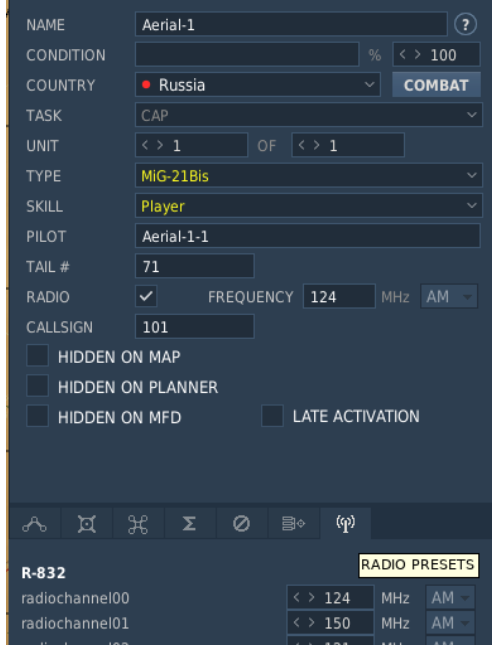 NAME Aerial-1 ?
CONDITION % < > 100
COUNTRY Russia COMBAT
TASK CAP
UNIT < > 1 OF < > 1
TYPE MiG-21Bis
SKILL Player
PILOT Aerial-1-1
TAIL # 71
RADIO FREQUENCY 124 MHz AM
CALLSIGN 101
HIDDEN ON MAP
HIDDEN ON PLANNER
HIDDEN ON MFD LATE ACTIVATION
RADIO PRESETS
R-832
radiochannel00 < > 124 MHz AM
radiochannel01 < > 150 MHz AM